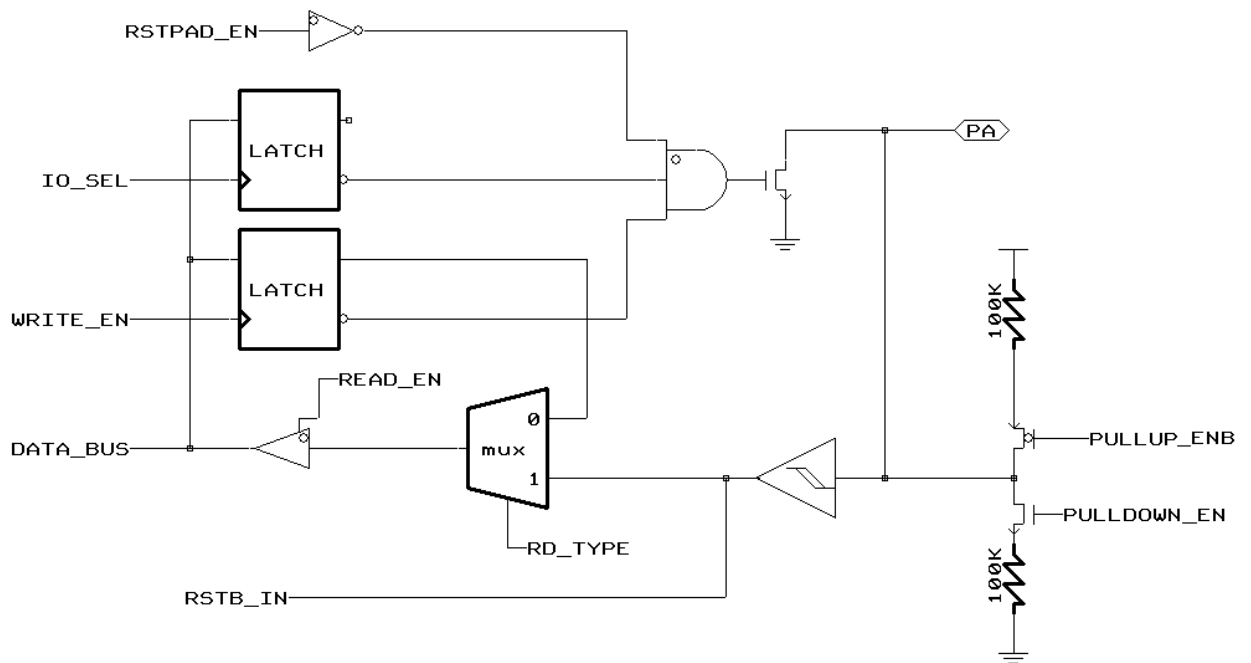 RSTPAD_EN
PA
LATCH
IO_SEL
LATCH
100K
WRITE_EN
READ_EN
0
DATA_BUS
mux
PULLUP_ENB
1
PULLDOWN_EN
RD_TYPE
100K
RSTB_IN